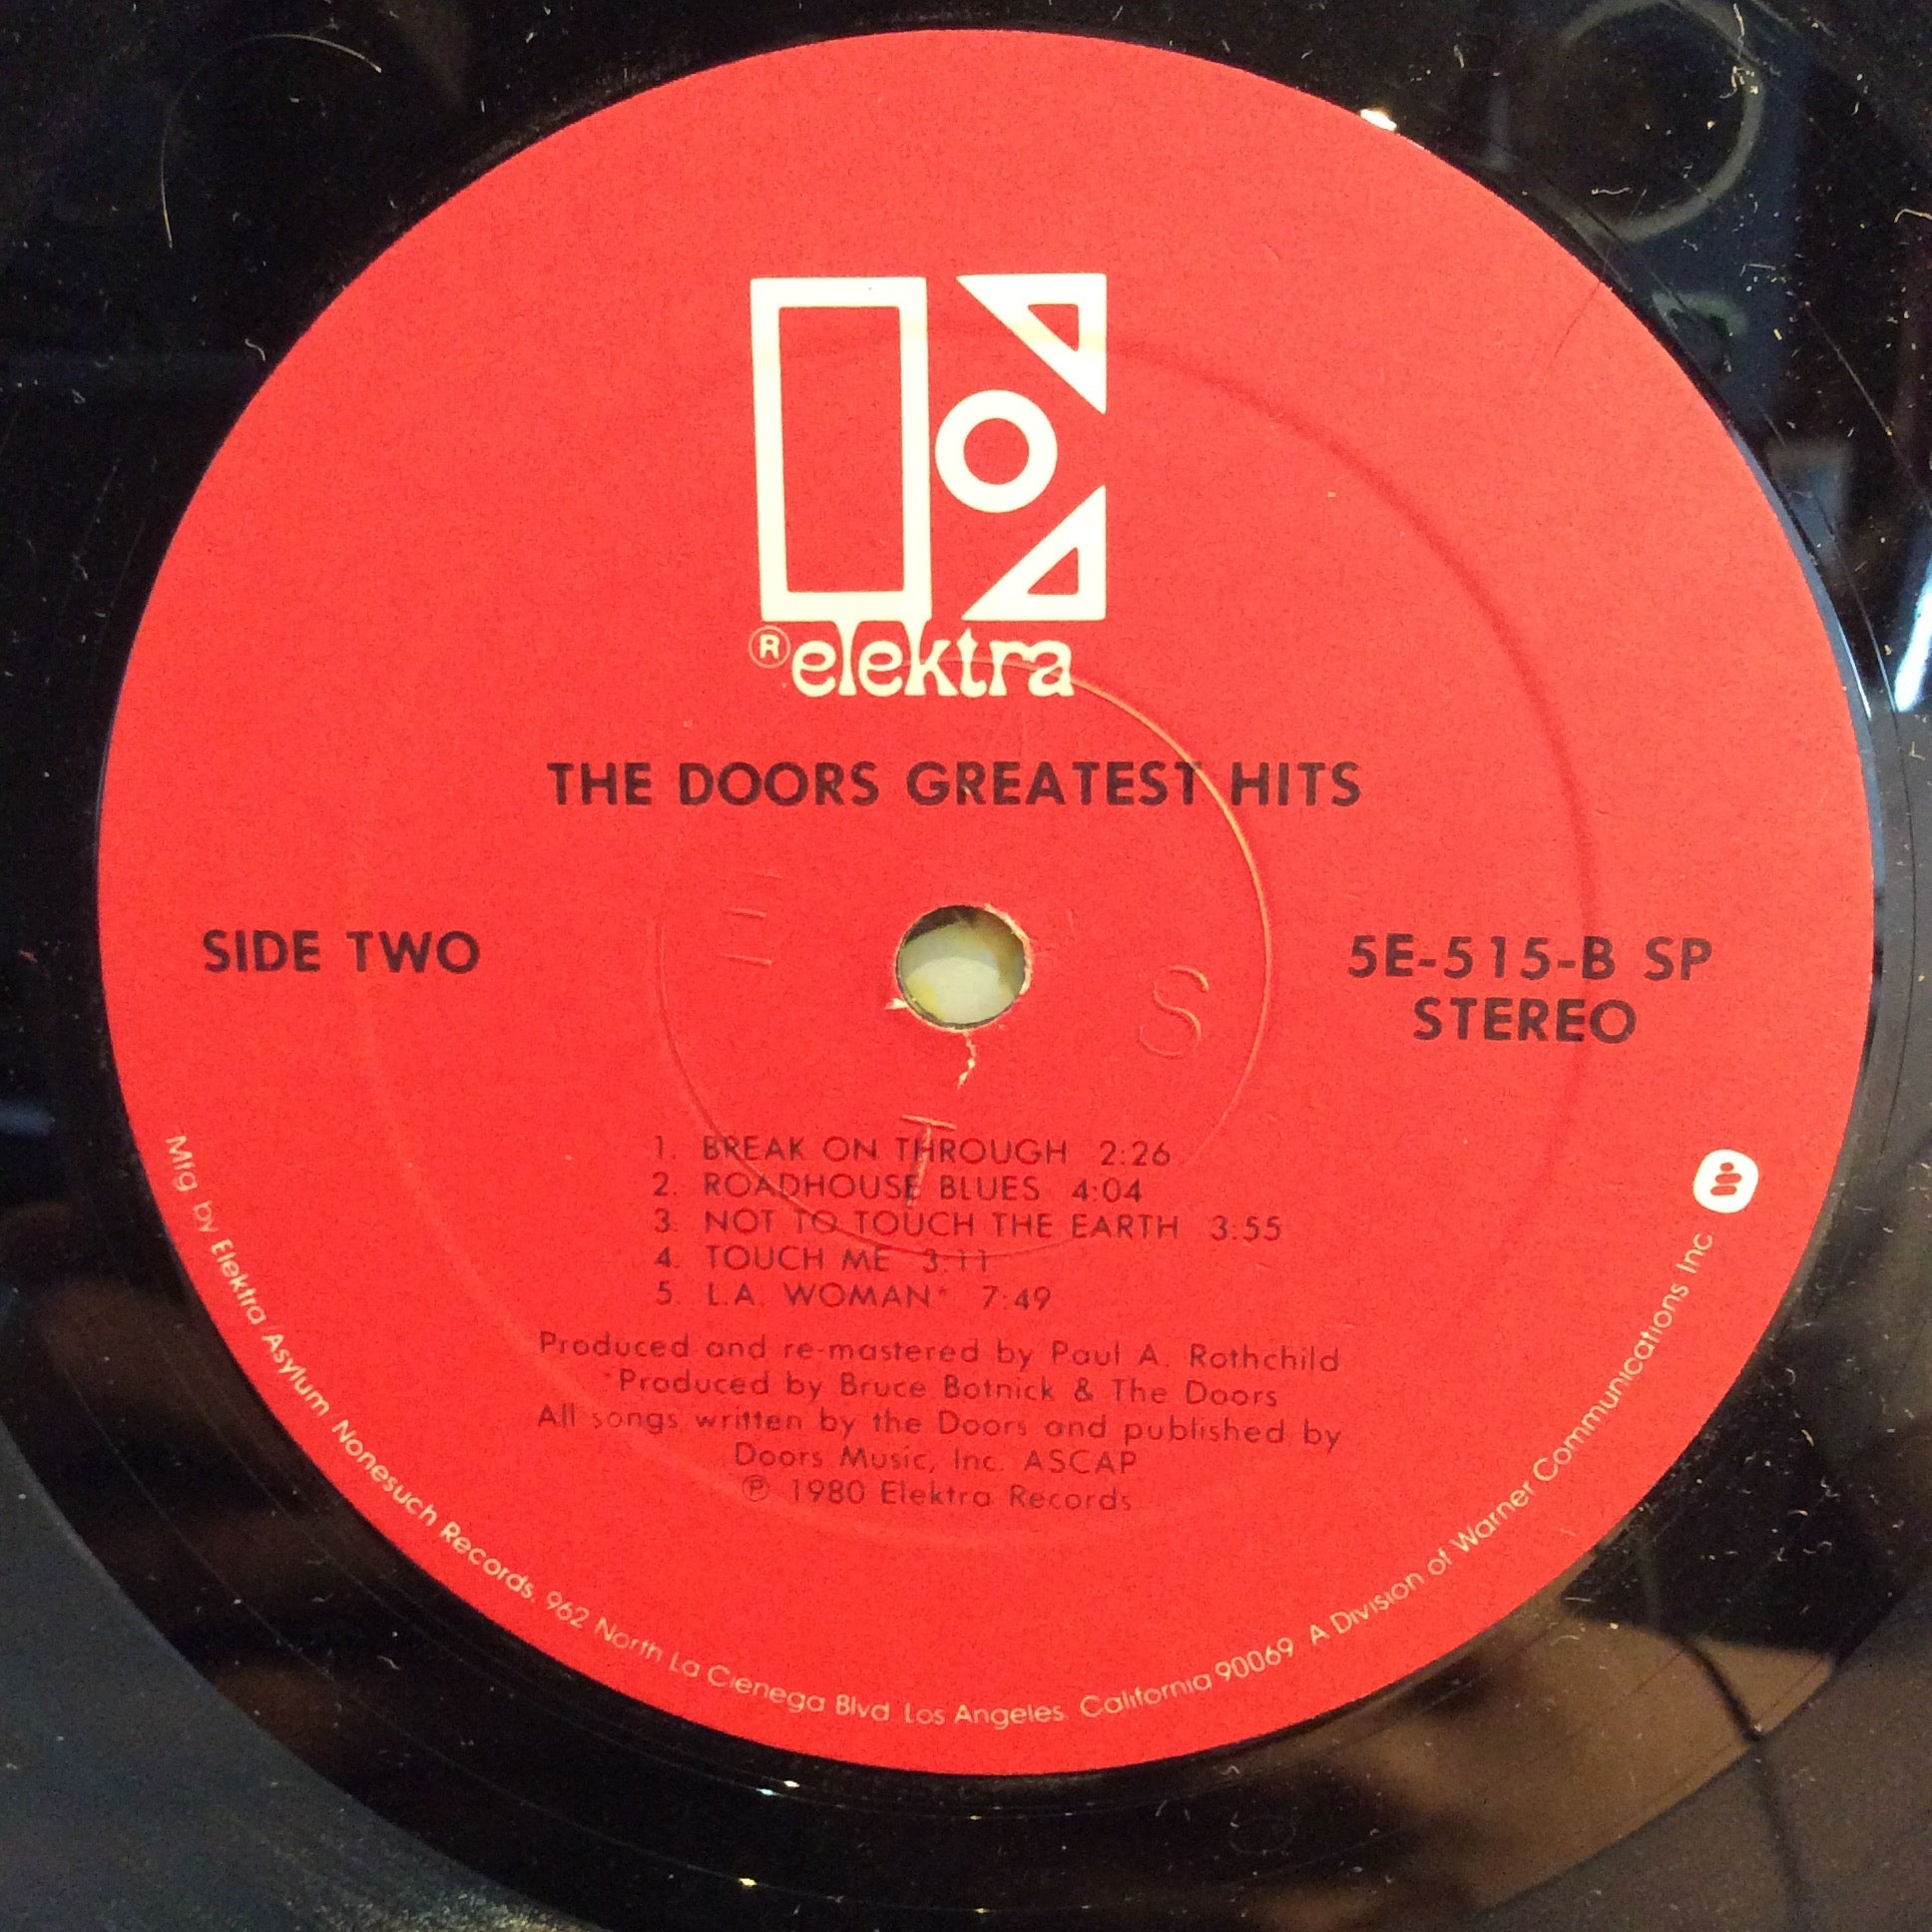 ® elektra
THE DOORS GREATEST HITS
SIDE TWO
5E-515-B SP
STEREO
1. BREAK ON THROUGH 2:26
2. ROADHOUSE BLUES 4:04
3. NOT TO TOUCH THE EARTH 3:55
4. TOUCH ME 3:11
5. L.A. WOMAN* 7:49
Produced and re-mastered by Paul A. Rothchild
*Produced by Bruce Botnick & The Doors
All songs written by the Doors and published by
Doors Music, Inc. ASCAP
℗ 1980 Elektra Records
Mfg by Elektra/Asylum Nonesuch Records, 962 North La Cienega Blvd Los Angeles, California 90069 A Division of Warner Communications Inc
S
T